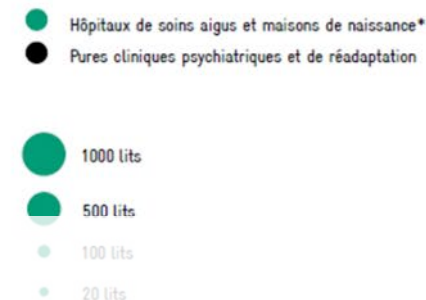 Hôpitaux de soins aigus et maisons de naissance*
Pures cliniques psychiatriques et de réadaptation
1000 lits
500 lits
100 lits
20 lits